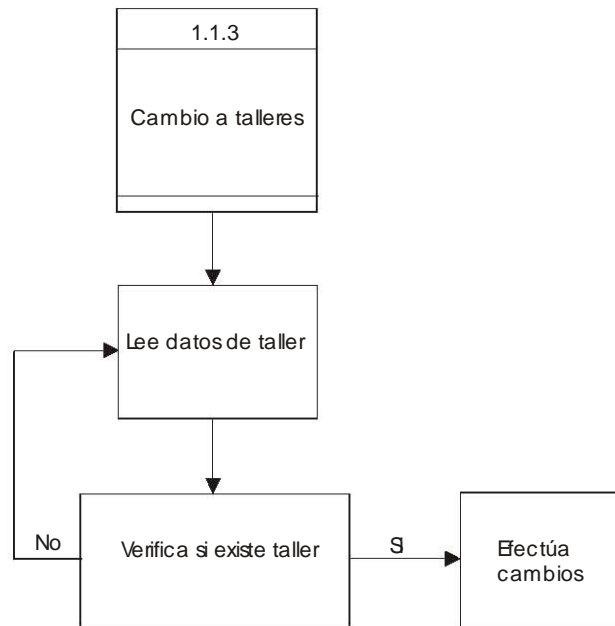 1.1.3
Cambio a talleres
Lee datos de taller
No
Verifica si existe taller
Si
Efectúa
cambios